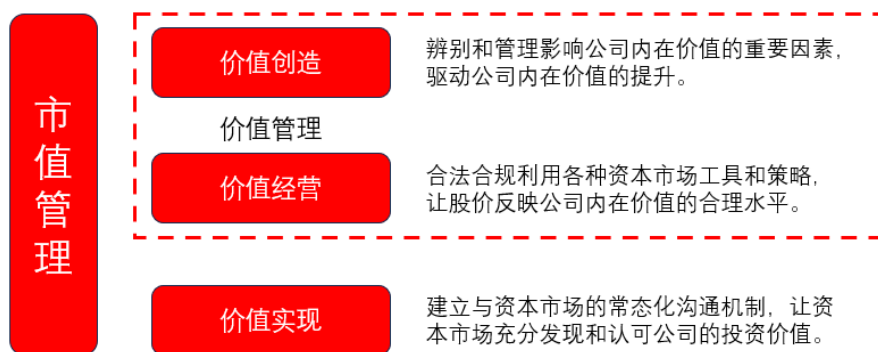 市值管理
价值创造
辨别和管理影响公司内在价值的重要因素，
驱动公司内在价值的提升。
价值管理
价值经营
合法合规利用各种资本市场工具和策略，
让股价反映公司内在价值的合理水平。
价值实现
建立与资本市场的常态化沟通机制，让资
本市场充分发现和认可公司的投资价值。